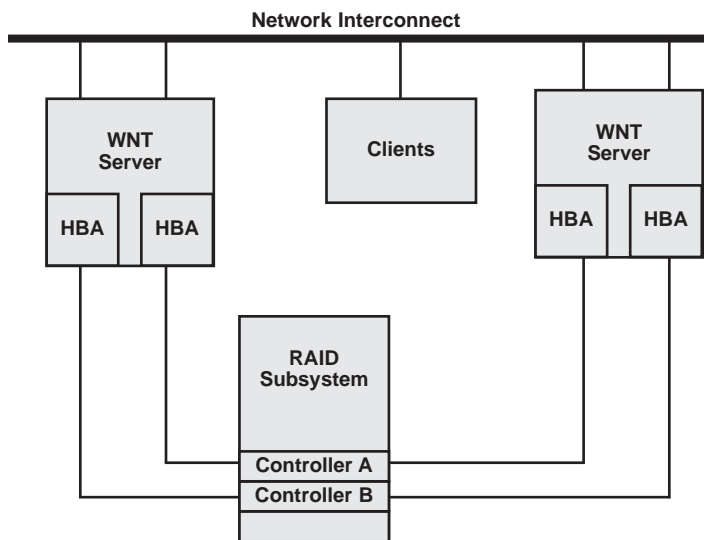 Network Interconnect
WNT
Server
HBA
HBA
Clients
WNT
Server
HBA
HBA
RAID
Subsystem
Controller A
Controller B